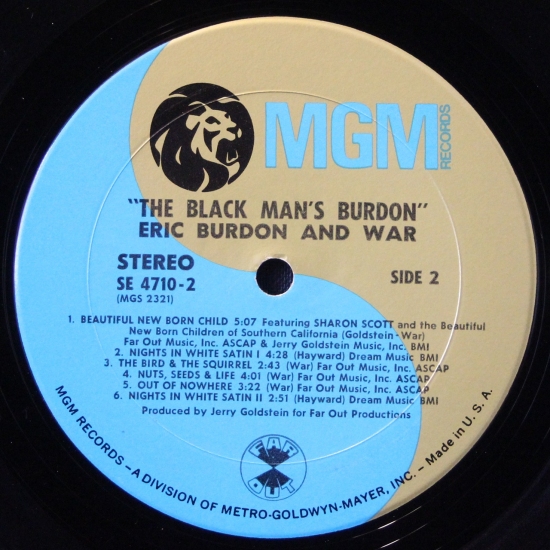 MGM
RECORDS
"THE BLACK MAN'S BURDON"
ERIC BURDON AND WAR
STEREO
SE 4710-2
(MGS 2321)
SIDE 2
1. BEAUTIFUL NEW BORN CHILD 5:07 Featuring SHARON SCOTT and the Beautiful
New Born Children of Southern California (Goldstein - War)
Far Out Music, Inc. ASCAP & Jerry Goldstein Music, Inc. BMI
2. NIGHTS IN WHITE SATIN I 4:28 (Hayward) Dream Music BMI
3. THE BIRD & THE SQUIRREL 2:43 (War) Far Out Music, Inc. ASCAP
4. NUTS, SEEDS & LIFE 4:01 (War) Far Out Music, Inc. ASCAP
5. OUT OF NOWHERE 3:22 (War) Far Out Music, Inc. ASCAP
6. NIGHTS IN WHITE SATIN II 2:51 (Hayward) Dream Music BMI
Produced by Jerry Goldstein for Far Out Productions
FAR
OUT
MGM RECORDS – A DIVISION OF METRO-GOLDWYN-MAYER, INC. – Made in U.S.A.